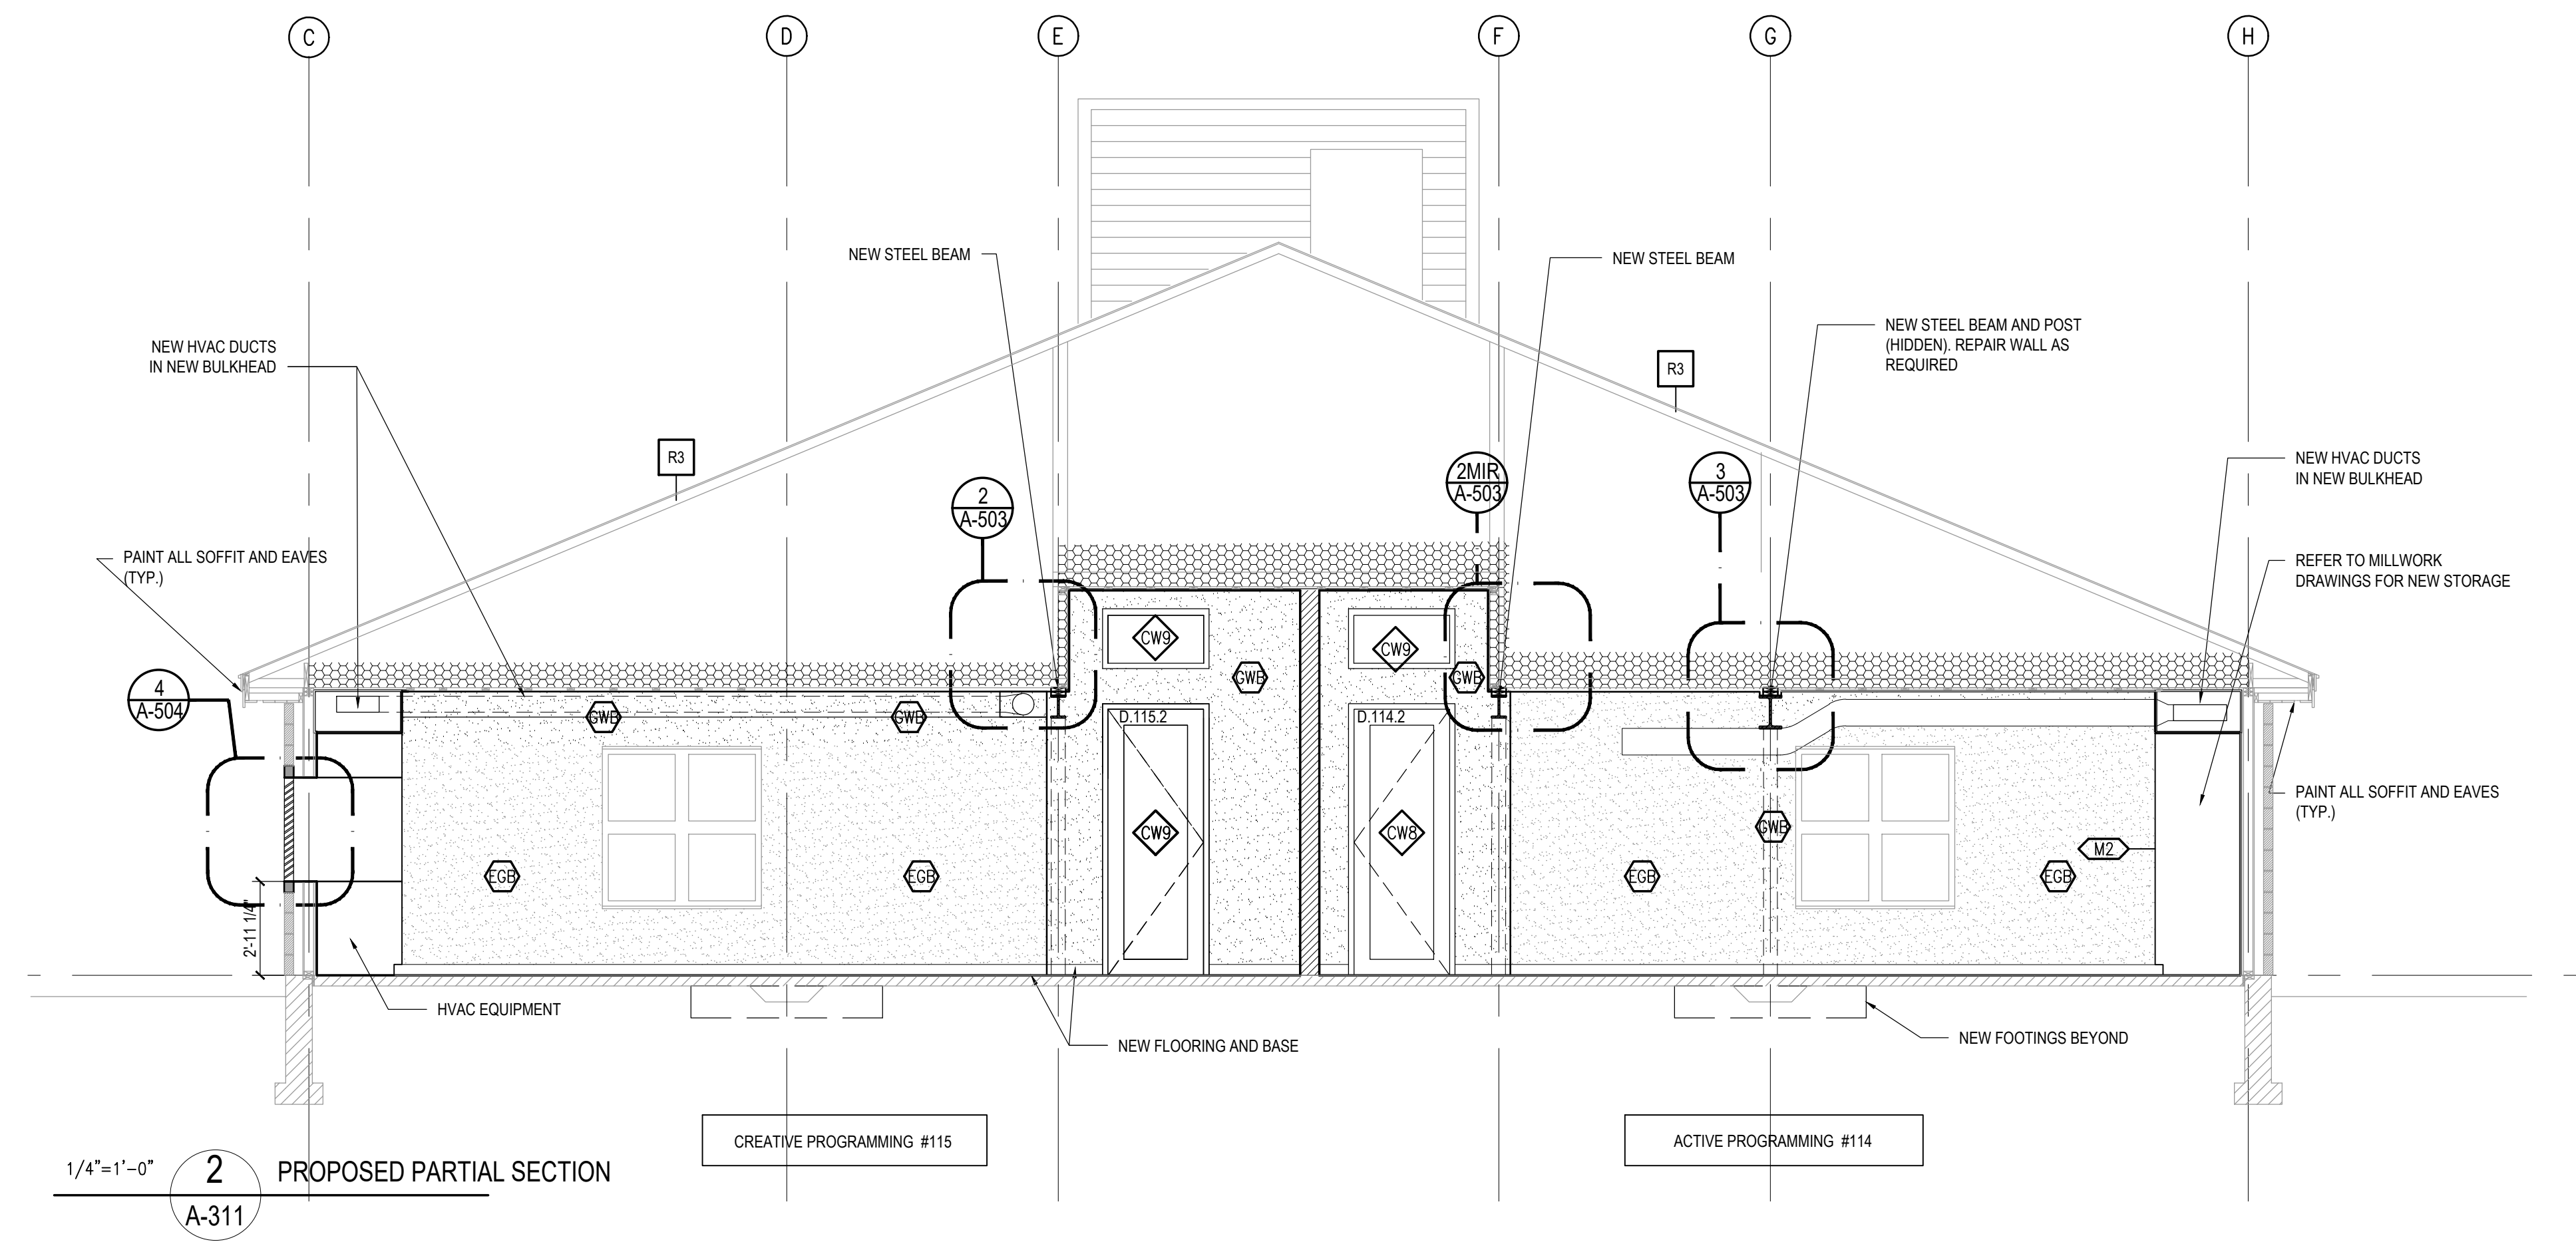 C
D
E
F
G
H
NEW STEEL BEAM
NEW STEEL BEAM
NEW STEEL BEAM AND POST
(HIDDEN). REPAIR WALL AS
REQUIRED
NEW HVAC DUCTS
IN NEW BULKHEAD
R3
R3
NEW HVAC DUCTS
IN NEW BULKHEAD
2
A-503
2MIR
A-503
3
A-503
PAINT ALL SOFFIT AND EAVES
(TYP.)
REFER TO MILLWORK
DRAWINGS FOR NEW STORAGE
4
A-504
CW9
CW9
GWB
GWB
GWB
GWB
D.115.2
D.114.2
PAINT ALL SOFFIT AND EAVES
(TYP.)
CW9
CW8
GWB
M2
EGB
EGB
EGB
EGB
2'-11 1/4"
HVAC EQUIPMENT
NEW FLOORING AND BASE
NEW FOOTINGS BEYOND
CREATIVE PROGRAMMING #115
ACTIVE PROGRAMMING #114
1/4"=1'-0"
2
A-311
PROPOSED PARTIAL SECTION